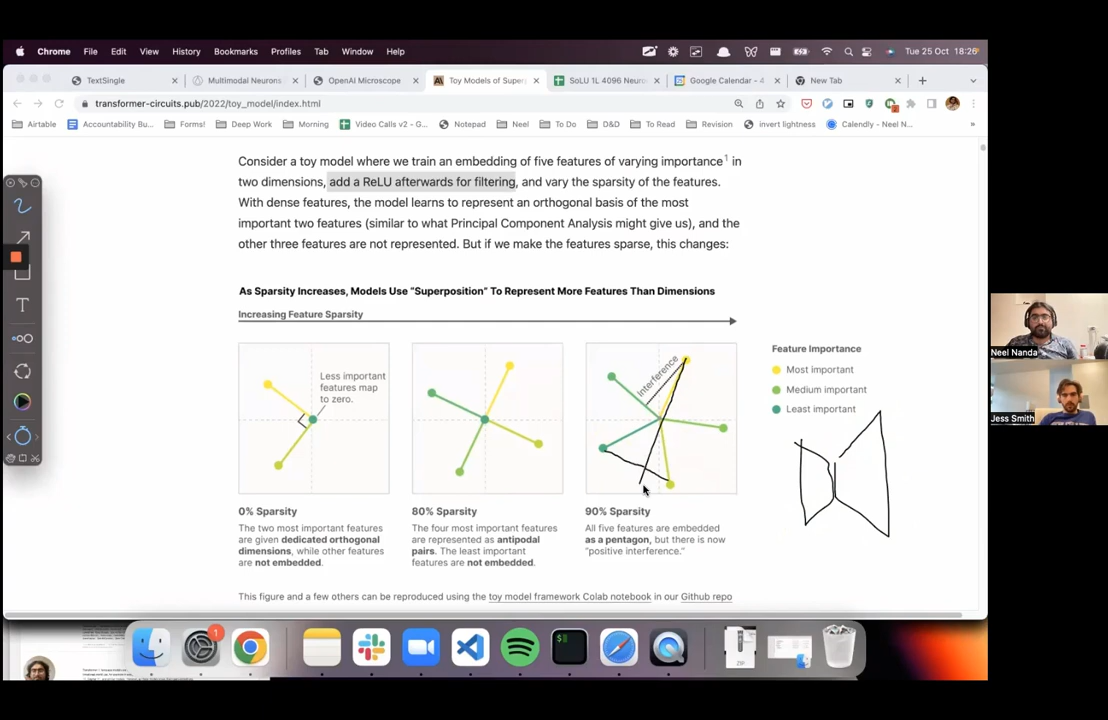 Chrome File Edit View History Bookmarks Profiles Tab Window Help Tue 25 Oct 18:26
TextSingle Multimodal Neurons OpenAI Microscope Toy Models of Super SoLU 1L 4096 Neuro Google Calendar - 4 New Tab
transformer-circuits.pub/2022/toy_model/index.html
Airtable Accountability Bu... Forms! Deep Work Morning Video Calls v2 - G... Notepad Neel To Do D&D To Read Revision invert lightness Calendly - Neel N... »
Consider a toy model where we train an embedding of five features of varying importance1 in
two dimensions, add a ReLU afterwards for filtering, and vary the sparsity of the features.
With dense features, the model learns to represent an orthogonal basis of the most
important two features (similar to what Principal Component Analysis might give us), and the
other three features are not represented. But if we make the features sparse, this changes:
As Sparsity Increases, Models Use "Superposition" To Represent More Features Than Dimensions
Increasing Feature Sparsity
Less important
features map
to zero.
Interference
Feature Importance
Most important
Medium important
Least important
0% Sparsity
The two most important features
are given dedicated orthogonal
dimensions, while other features
are not embedded.
80% Sparsity
The four most important features
are represented as antipodal
pairs. The least important
features are not embedded.
90% Sparsity
All five features are embedded
as a pentagon, but there is now
"positive interference."
This figure and a few others can be reproduced using the toy model framework Colab notebook in our Github repo
T
Neel Nanda
Jess Smith
1
ZIP